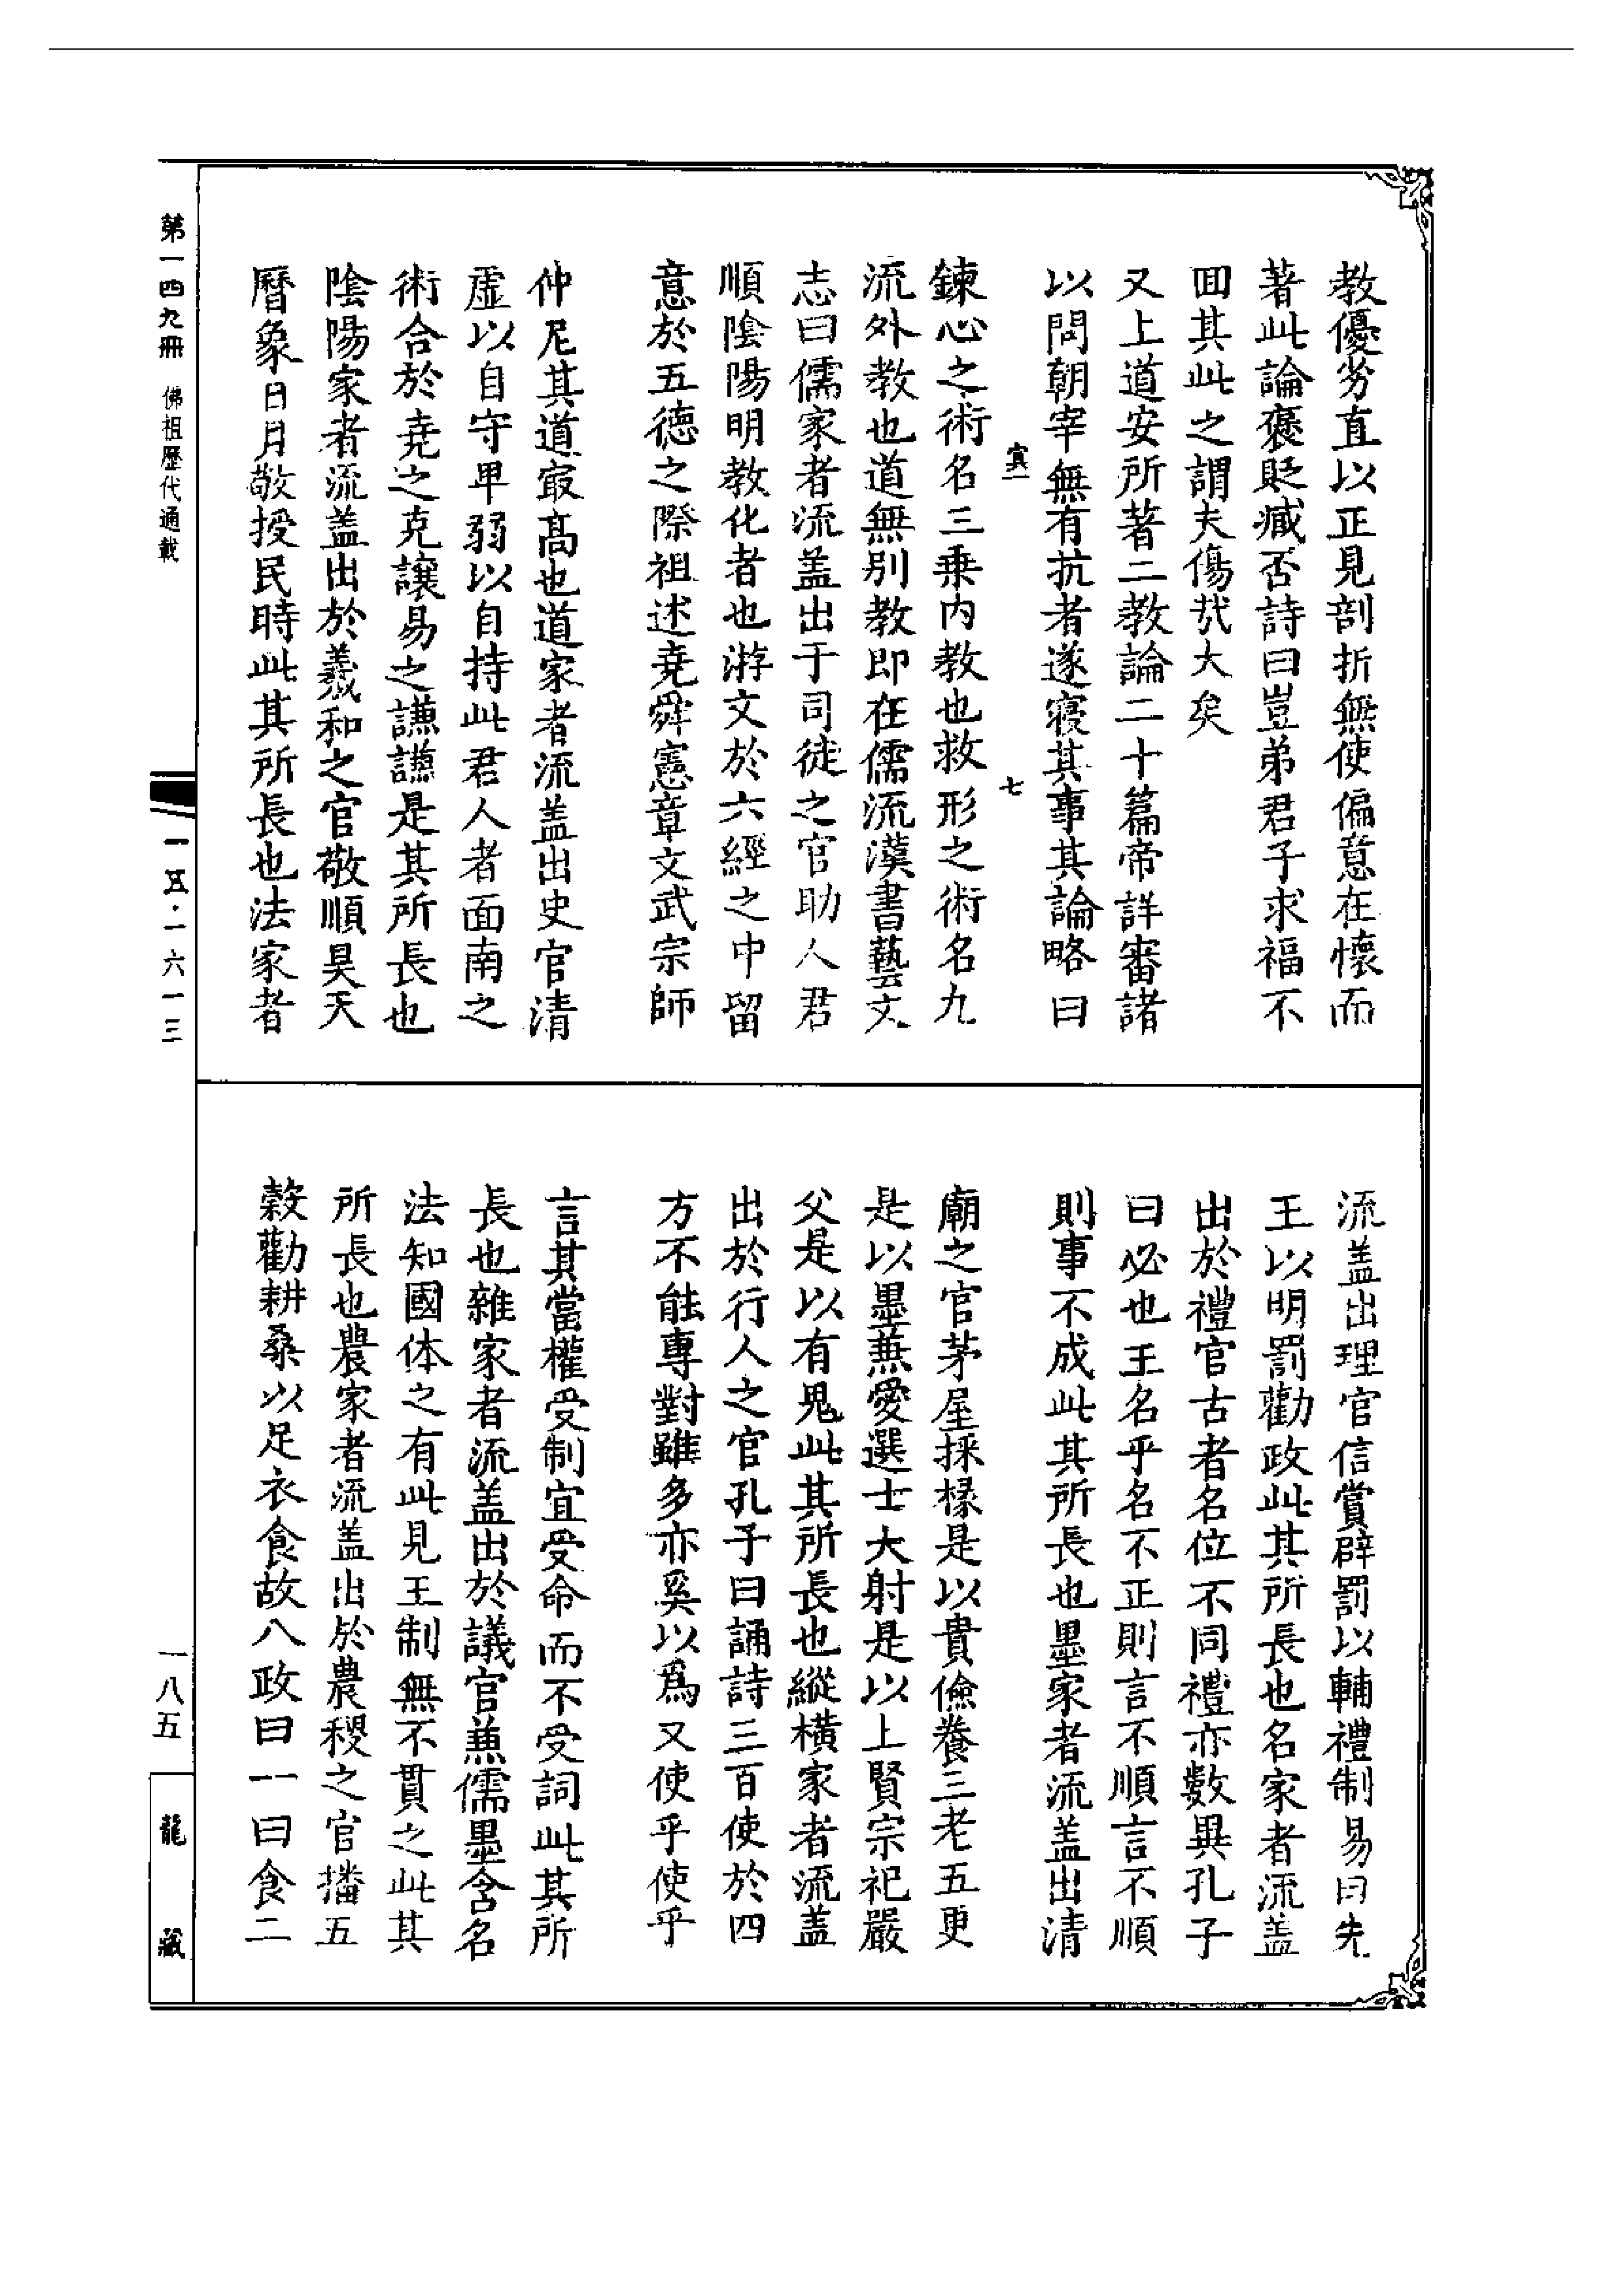 教優劣直以正見剖折無使偏意在懷而
著此論褒貶臧否詩曰豈弟君子求福不
回其此之謂夫傷哉大矣
又上道安所著二教論二十篇帝詳審諸
以問朝宰無有抗者遂寢其事其論略曰
寘一 七
鍊心之術名三乗内教也救形之術名九
流外教也道無別教即在儒流漢書藝文
志曰儒家者流盖出于司徒之官助人君
順陰陽明教化者也游文於六經之中留
意於五德之際祖述堯舜憲章文武宗師
仲尼其道㝡髙也道家者流盖出史官清
虛以自守卑弱以自持此君人者面南之
術合於堯之克讓易之謙謙是其所長也
陰陽家者流盖出於羲和之官敬順昊天
曆象日月敬授民時此其所長也法家者
流盖出理官信賞辟罰以輔禮制易曰先
王以明罰勸政此其所長也名家者流盖
出於禮官古者名位不同禮亦數異孔子
曰必也王名乎名不正則言不順言不順
則事不成此其所長也墨家者流盖出清
廟之官茅屋採椽是以貴儉養三老五更
是以墨蒹愛選士大射是以上賢宗祀嚴
父是以有鬼此其所長也縱橫家者流盖
出於行人之官孔子曰誦詩三百使於四
方不能專對雖多亦奚以爲又使乎使乎
言其當權受制宜受命而不受詞此其所
長也雜家者流盖出於議官蒹儒墨含名
法知國体之有此見王制無不貫之此其
所長也農家者流盖出於農稷之官播五
穀勸耕桑以足衣食故八政曰一曰食二
第一四九冊 佛祖歷代通載
一五·一六一三
一八五
龍藏